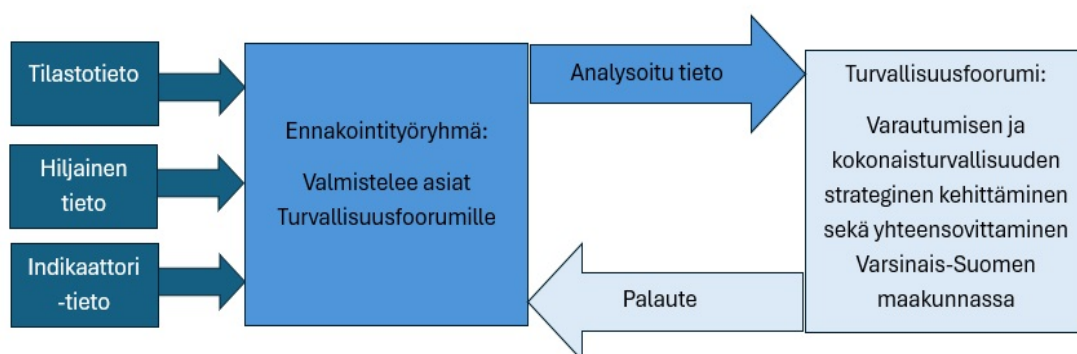 Tilastotieto
Hiljainen
tieto
Indikaattori
-tieto
Ennakointityöryhmä:
Valmistelee asiat
Turvallisuusfoorumille
Analysoitu tieto
Palaute
Turvallisuusfoorumi:
Varautumisen ja
kokonaisturvallisuuden
strateginen kehittäminen
sekä yhteensovittaminen
Varsinais-Suomen
maakunnassa